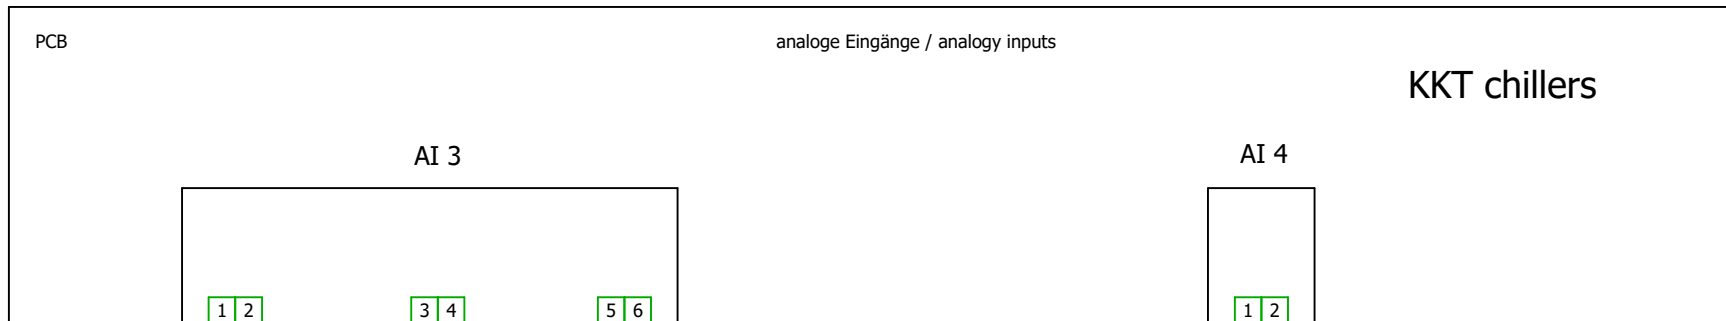 PCB
analoge Eingänge / analogy inputs
KKT chillers
AI 3
AI 4
1 2 3 4 5 6 1 2